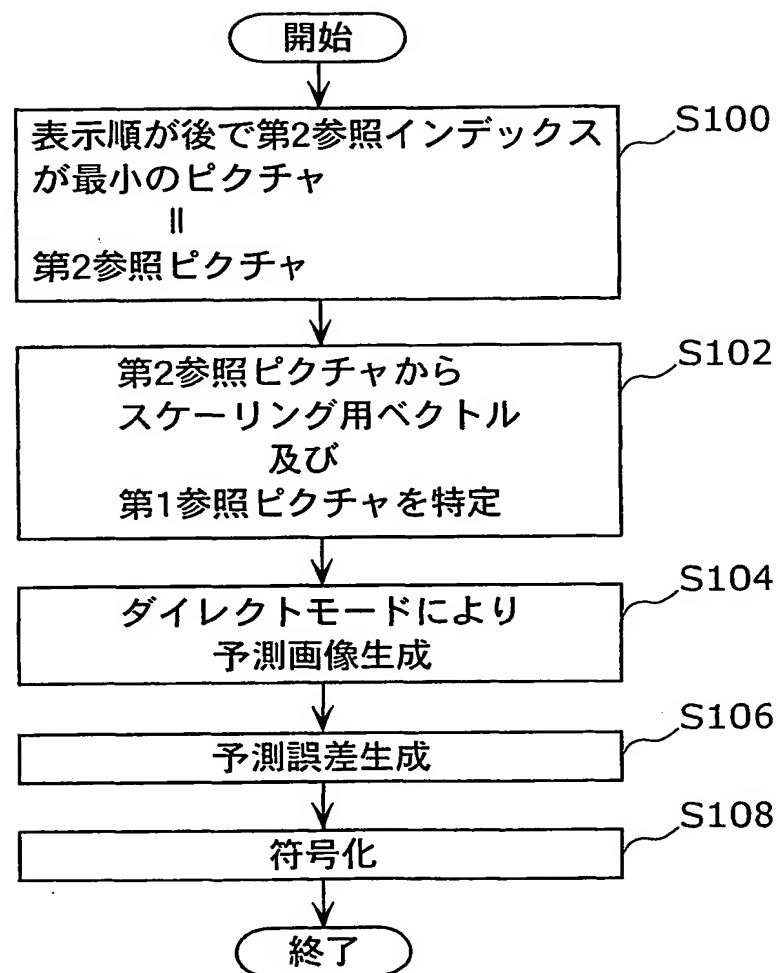 開始
表示順が後で第2参照インデックス
が最小のピクチャ
॥
第2参照ピクチャ
S100
第2参照ピクチャから
スケーリング用ベクトル
及び
第1参照ピクチャを特定
S102
ダイレクトモードにより
予測画像生成
S104
予測誤差生成
S106
符号化
S108
終了